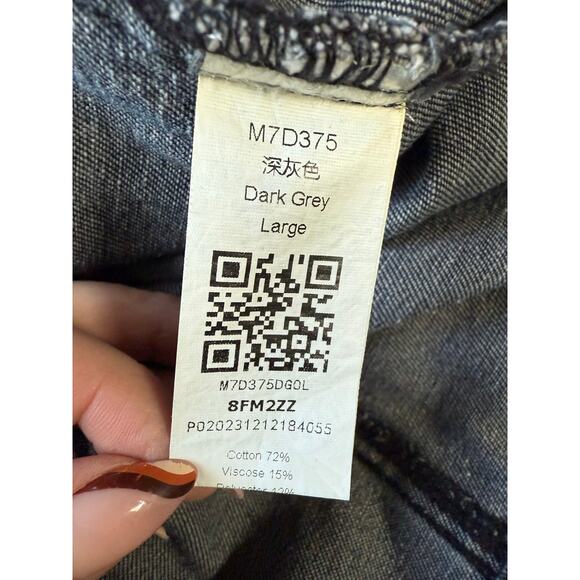 M7D375
深灰色
Dark Grey
Large
M7D375DG0L
8FM2ZZ
P020231212184055
Cotton 72%
Viscose 15%